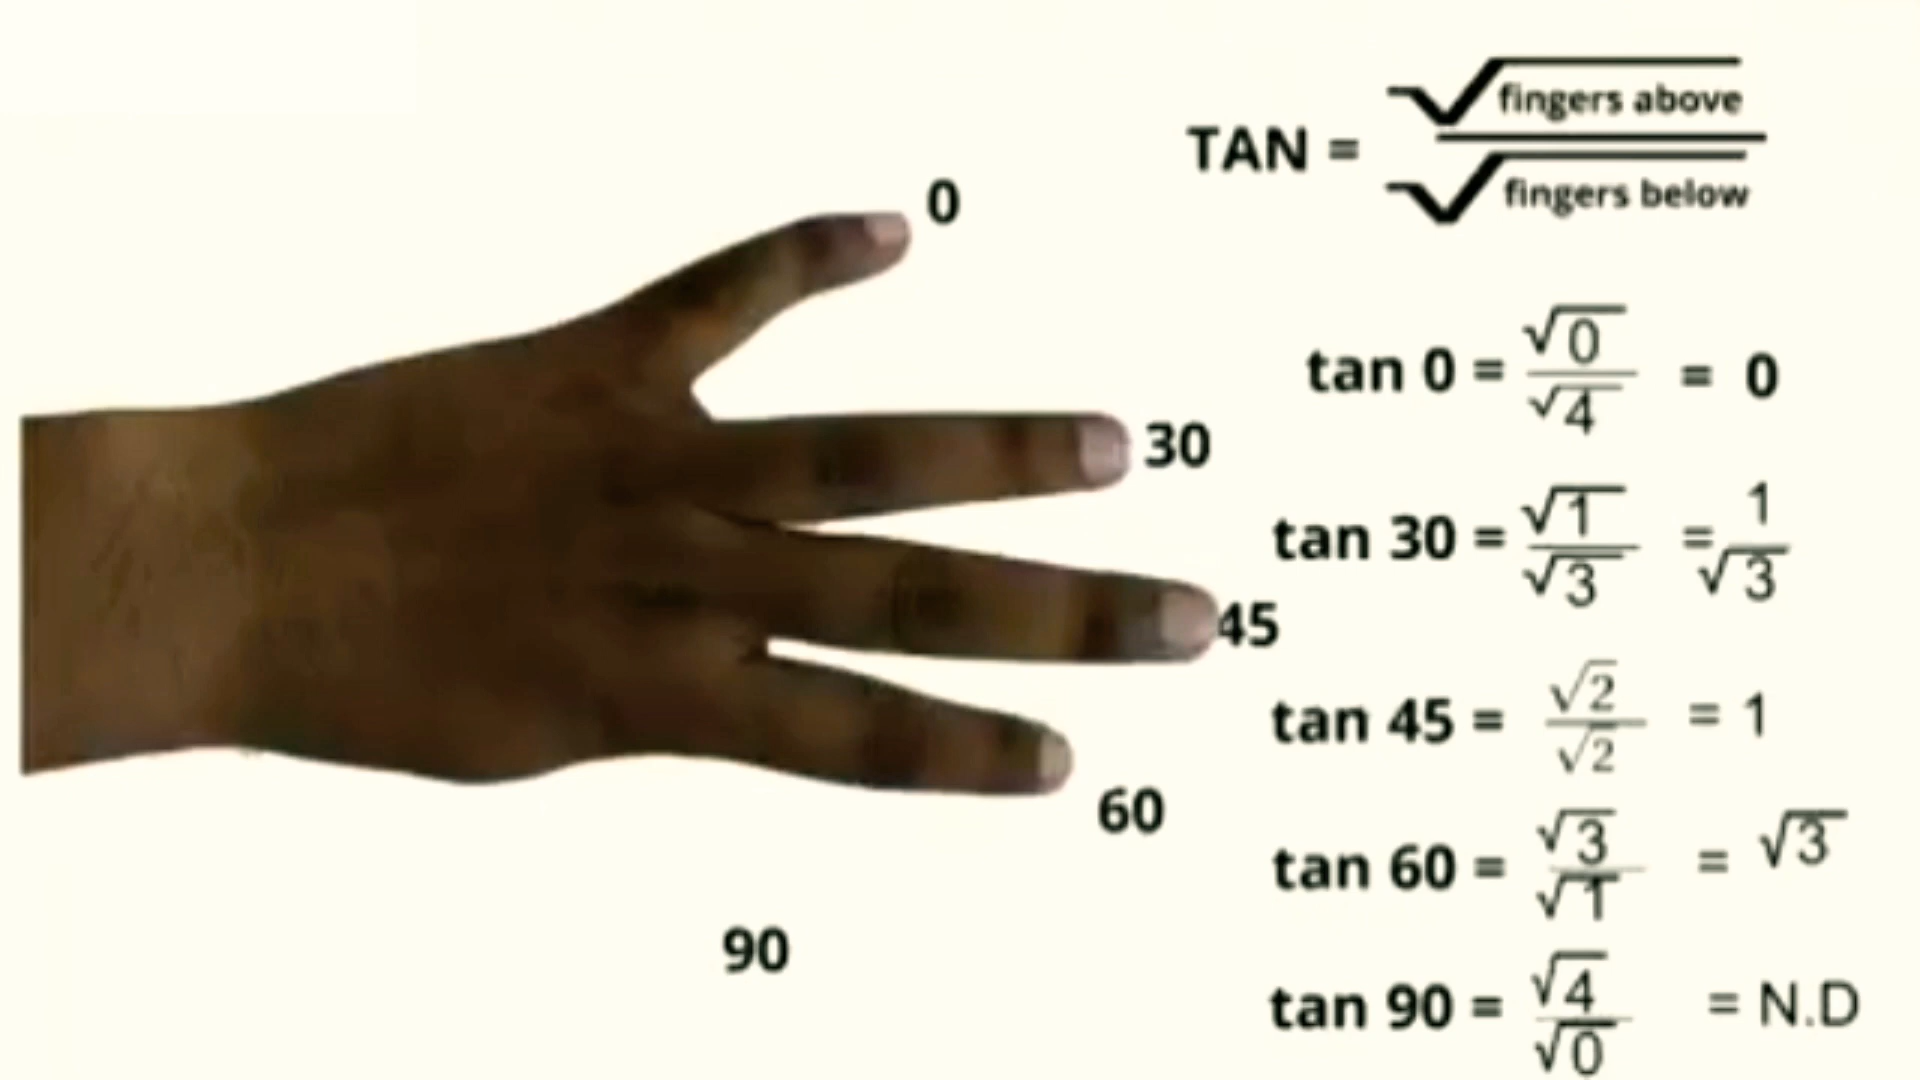 0
30
45
60
90
TAN = √fingers above / √fingers below
tan 0 = √0 / √4 = 0
tan 30 = √1 / √3 = 1 / √3
tan 45 = √2 / √2 = 1
tan 60 = √3 / √1 = √3
tan 90 = √4 / √0 = N.D